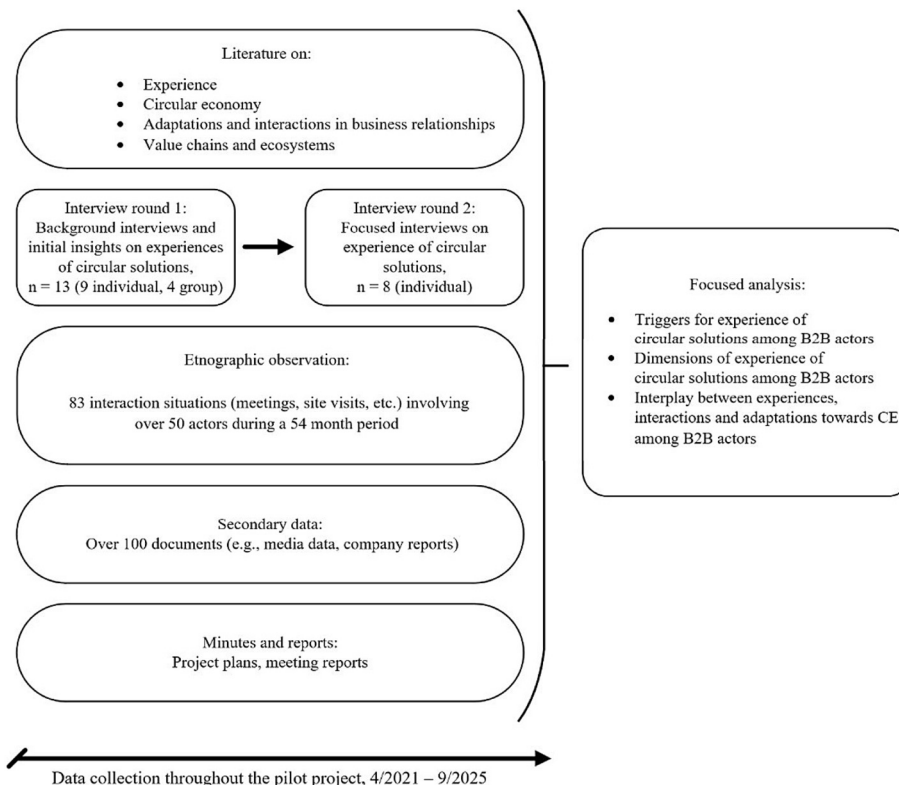 Literature on:
• Experience
• Circular economy
• Adaptations and interactions in business relationships
• Value chains and ecosystems
Interview round 1:
Background interviews and
initial insights on experiences
of circular solutions,
n = 13 (9 individual, 4 group)
Interview round 2:
Focused interviews on
experience of circular
solutions,
n = 8 (individual)
Etnographic observation:
83 interaction situations (meetings, site visits, etc.) involving
over 50 actors during a 54 month period
Secondary data:
Over 100 documents (e.g., media data, company reports)
Minutes and reports:
Project plans, meeting reports
Focused analysis:
• Triggers for experience of
circular solutions among B2B actors
• Dimensions of experience of
circular solutions among B2B actors
• Interplay between experiences,
interactions and adaptations towards CE
among B2B actors
Data collection throughout the pilot project, 4/2021 – 9/2025